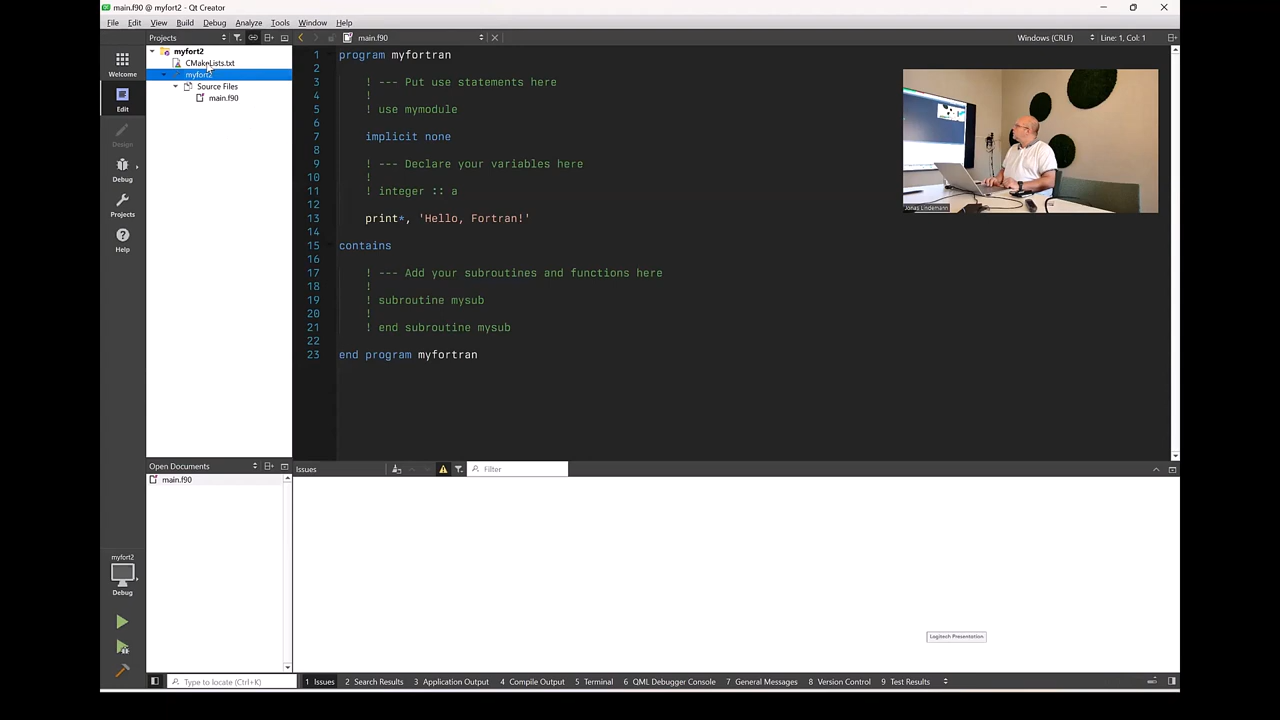 main.f90 @ myfort2 - Qt Creator
File Edit View Build Debug Analyze Tools Window Help
Projects
main.f90
Windows (CRLF)
Line: 1, Col: 1
Welcome
Edit
Design
Debug
Projects
Help
myfort2
CMakeLists.txt
myfort2
Source Files
main.f90
1 program myfortran
2
3 ! --- Put use statements here
4 !
5 ! use mymodule
6
7 implicit none
8
9 ! --- Declare your variables here
10 !
11 ! integer :: a
12
13 print*, 'Hello, Fortran!'
14
15 contains
16
17 ! --- Add your subroutines and functions here
18 !
19 ! subroutine mysub
20 !
21 ! end subroutine mysub
22
23 end program myfortran
Jonas Lindemann
Open Documents
main.f90
Issues
Filter
myfort2
Debug
Logitech Presentation
Type to locate (Ctrl+K)
1 Issues 2 Search Results 3 Application Output 4 Compile Output 5 Terminal 6 QML Debugger Console 7 General Messages 8 Version Control 9 Test Results